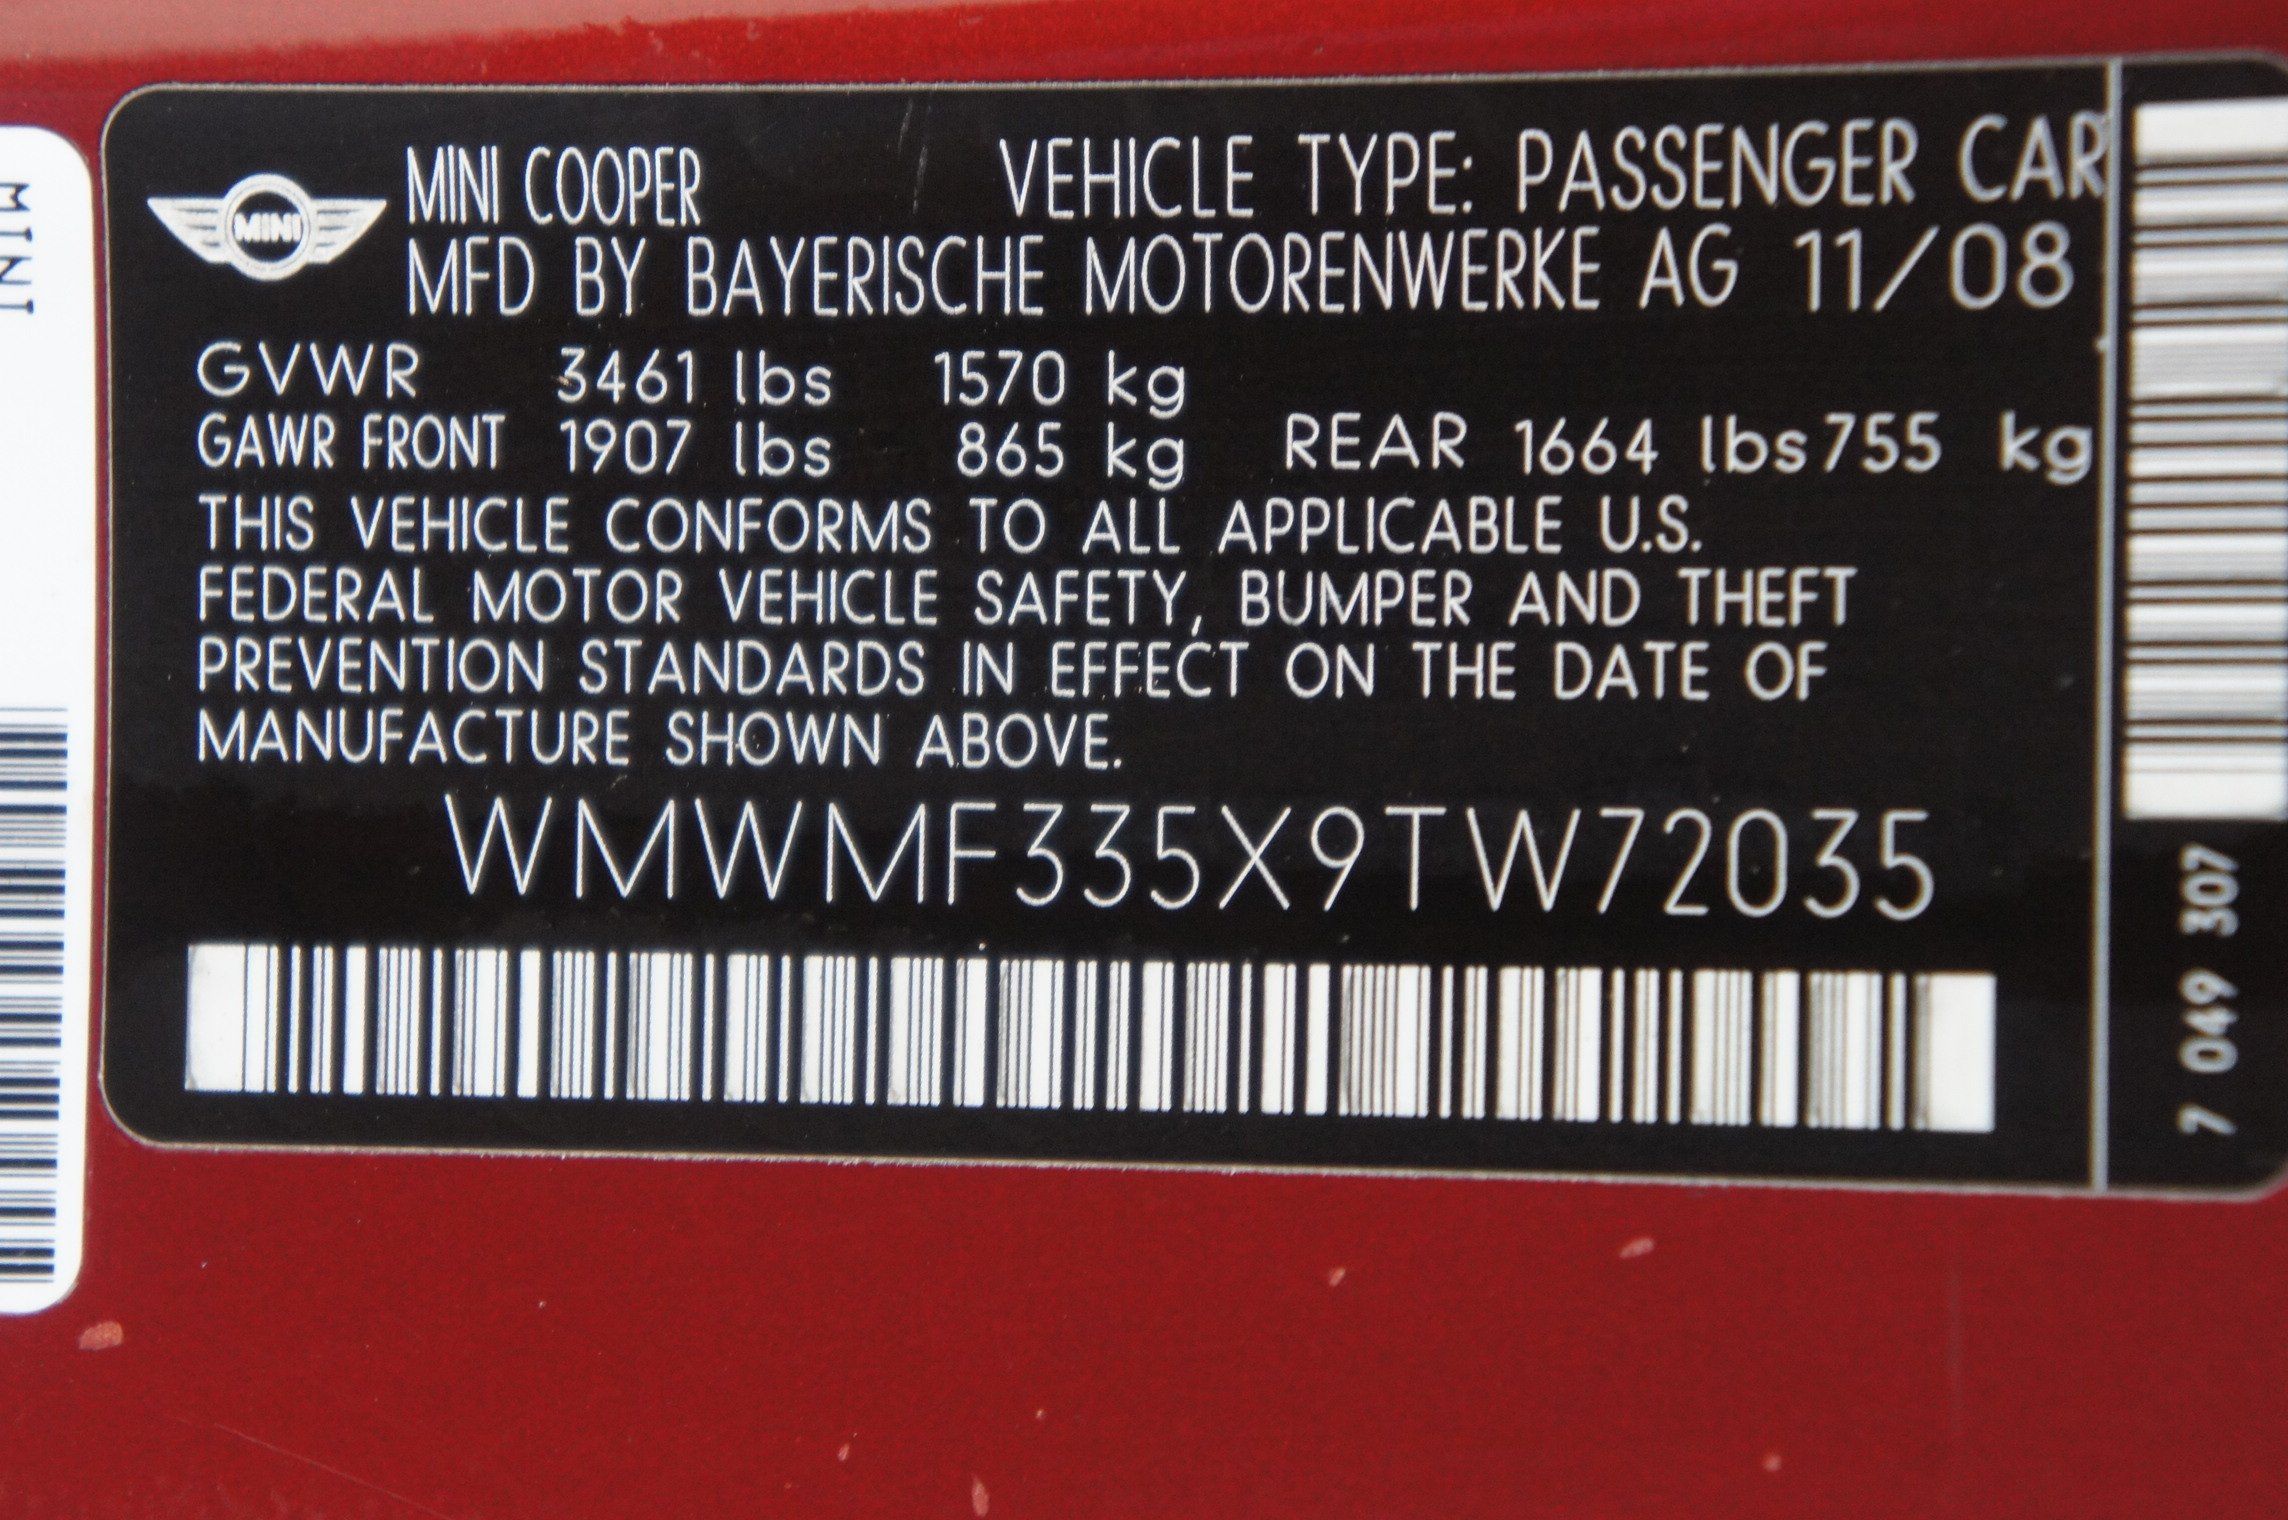 MINI
MINI
MINI COOPER VEHICLE TYPE: PASSENGER CAR
MFD BY BAYERISCHE MOTORENWERKE AG 11/08
GVWR 3461 lbs 1570 kg
GAWR FRONT 1907 lbs 865 kg REAR 1664 lbs 755 kg
THIS VEHICLE CONFORMS TO ALL APPLICABLE U.S.
FEDERAL MOTOR VEHICLE SAFETY, BUMPER AND THEFT
PREVENTION STANDARDS IN EFFECT ON THE DATE OF
MANUFACTURE SHOWN ABOVE.
WMWMF335X9TW72035
7 049 307